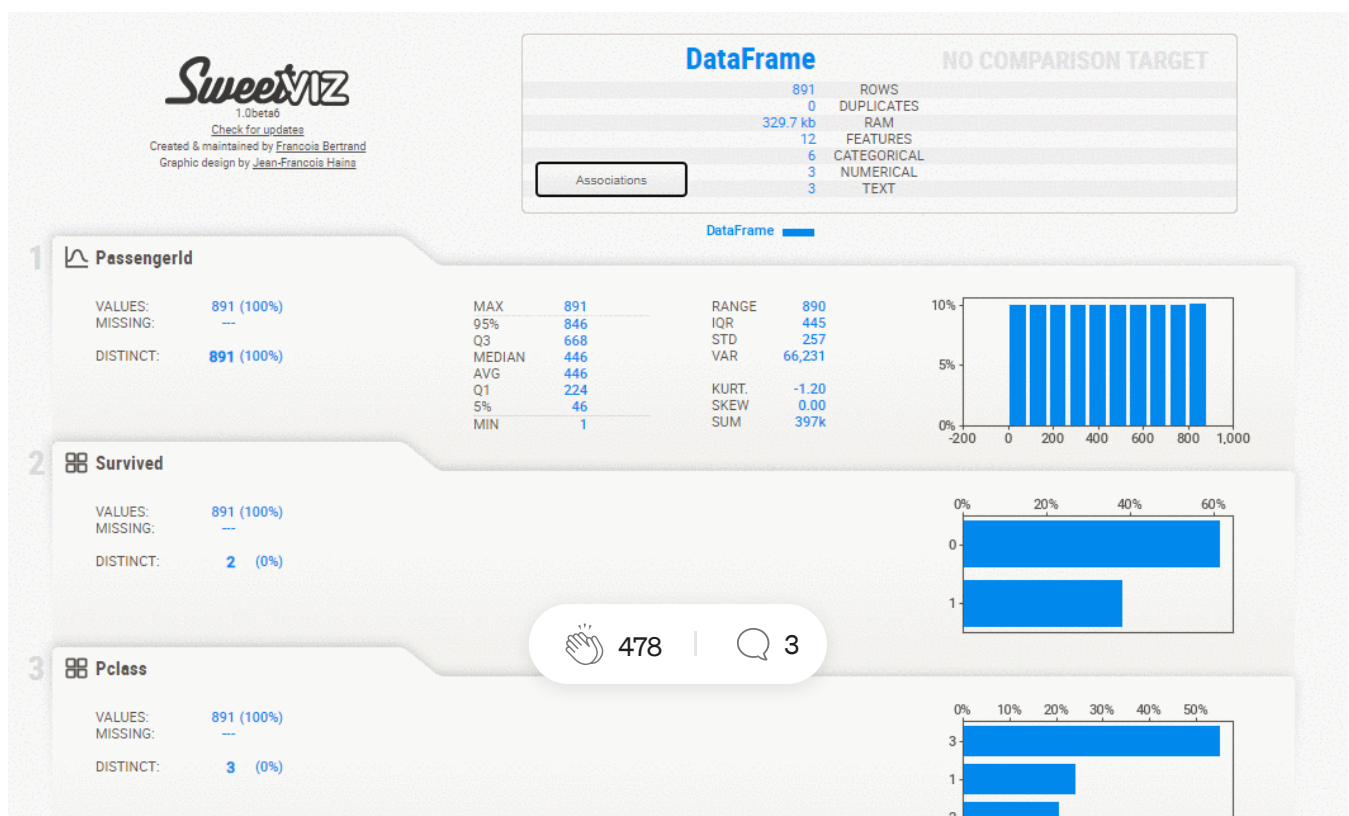 SweetVIZ
1.0beta6
Check for updates
Created & maintained by Francois Bertrand
Graphic design by Jean-Francois Hains
DataFrame NO COMPARISON TARGET
891 ROWS
0 DUPLICATES
329.7 kb RAM
12 FEATURES
6 CATEGORICAL
3 NUMERICAL
3 TEXT
Associations
DataFrame
1 PassengerId
VALUES: 891 (100%)
MISSING: ---
DISTINCT: 891 (100%)
MAX 891
95% 846
Q3 668
MEDIAN 446
AVG 446
Q1 224
5% 46
MIN 1
RANGE 890
IQR 445
STD 257
VAR 66,231
KURT. -1.20
SKEW 0.00
SUM 397k
10%
5%
0%
-200 0 200 400 600 800 1,000
2 Survived
VALUES: 891 (100%)
MISSING: ---
DISTINCT: 2 (0%)
0% 20% 40% 60%
0
1
478 3
3 Pclass
VALUES: 891 (100%)
MISSING: ---
DISTINCT: 3 (0%)
0% 10% 20% 30% 40% 50%
3
1